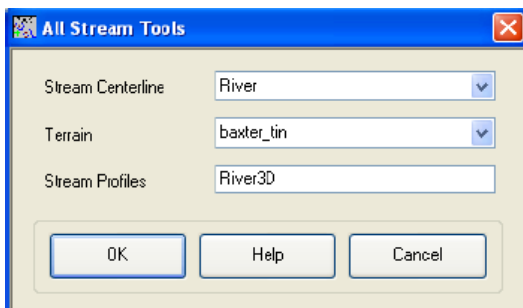 All Stream Tools
Stream Centerline River
Terrain baxter_tin
Stream Profiles River3D
OK Help Cancel